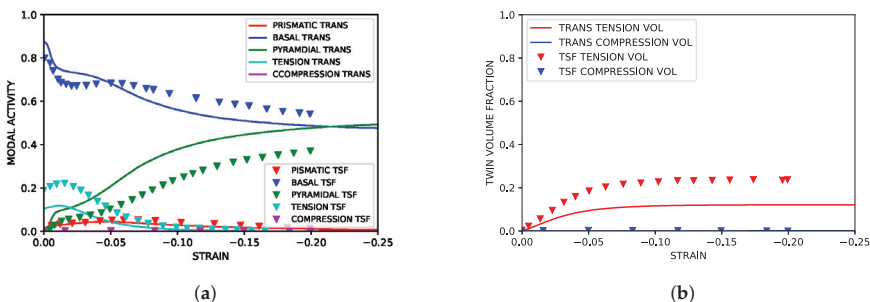 1.0
0.8
0.6
0.4
0.2
0.0
MODAL ACTIVITY
PRISMATIC TRANS
BASAL TRANS
PYRAMDIAL TRANS
TENSION TRANS
CCOMPRESSION TRANS
PISMATIC TSF
BASAL TSF
PYRAMIDAL TSF
TENSION TSF
COMPRESSION TSF
0.00 −0.05 −0.10 −0.15 −0.20 −0.25
STRAIN
(a)
1.0
0.8
0.6
0.4
0.2
0.0
TWIN VOLUME FRACTION
TRANS TENSION VOL
TRANS COMPRESSION VOL
TSF TENSION VOL
TSF COMPRESSION VOL
0.00 −0.05 −0.10 −0.15 −0.20 −0.25
STRAIN
(b)